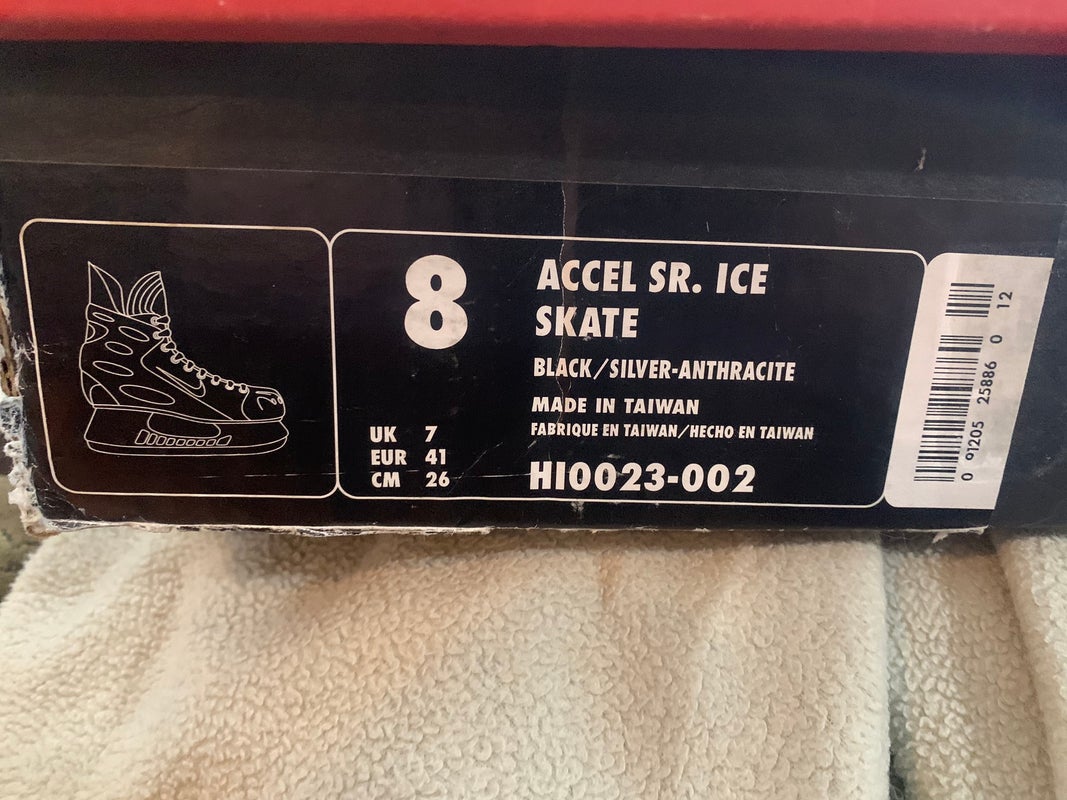 8
ACCEL SR. ICE
SKATE
BLACK/SILVER-ANTHRACITE
MADE IN TAIWAN
FABRIQUE EN TAIWAN/HECHO EN TAIWAN
HI0023-002
UK 7
EUR 41
CM 26
0 91205 25886 0 12